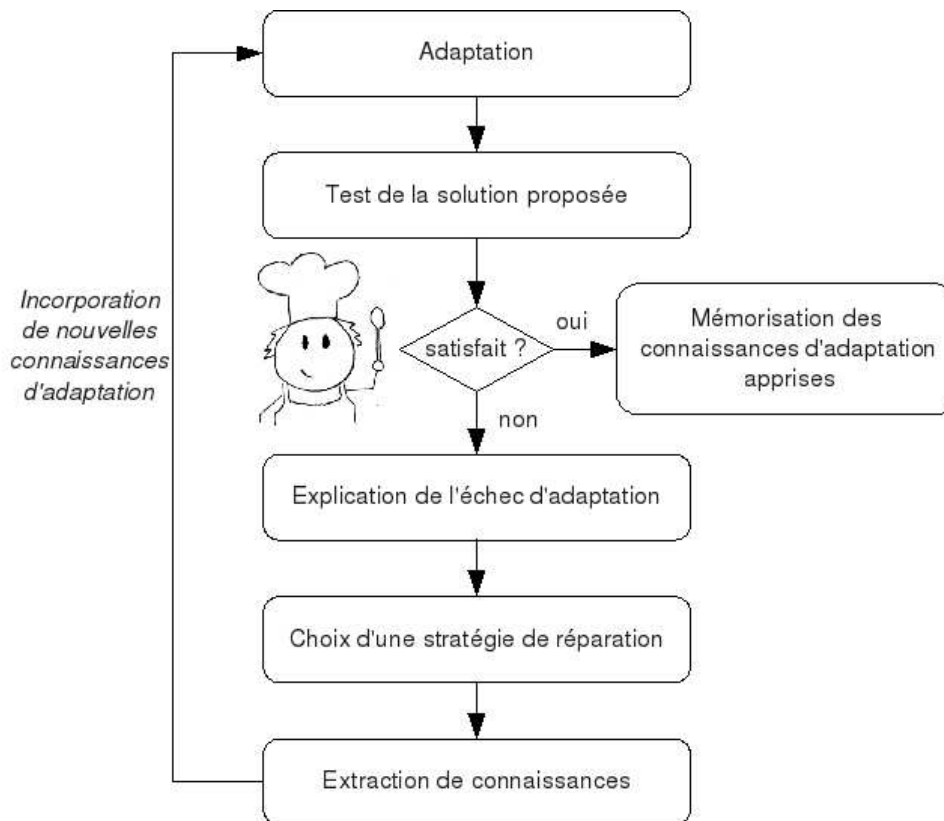 Adaptation
Test de la solution proposée
Incorporation
de nouvelles
connaissances
d'adaptation
satisfait ?
oui
Mémorisation des
connaissances d'adaptation
apprises
non
Explication de l'échec d'adaptation
Choix d'une stratégie de réparation
Extraction de connaissances